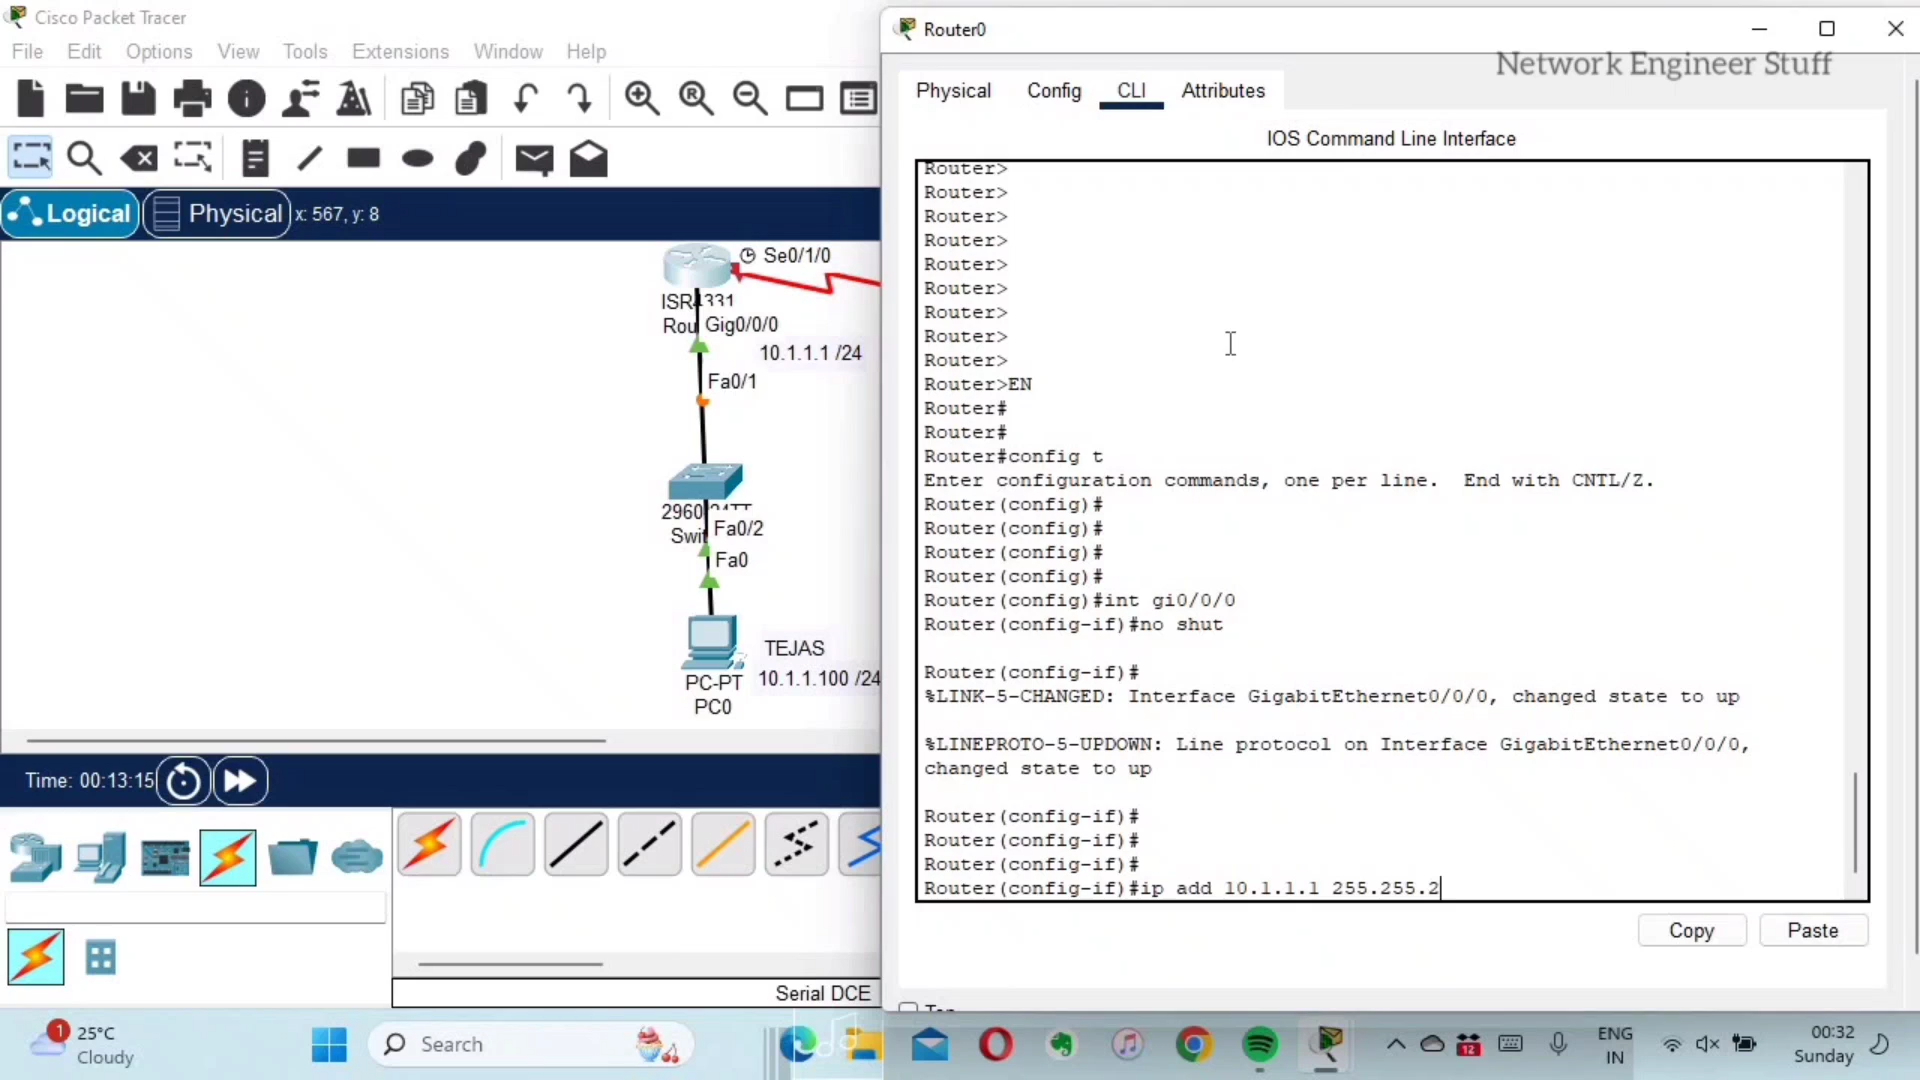 Cisco Packet Tracer
File Edit Options View Tools Extensions Window Help
Logical Physical x: 567, y: 8
Se0/1/0
ISR4331
Rou Gig0/0/0
10.1.1.1 /24
Fa0/1
2960
Swit
Fa0/2
Fa0
TEJAS
10.1.1.100 /24
PC-PT
PC0
Time: 00:13:15
Serial DCE
Router0
Network Engineer Stuff
Physical Config CLI Attributes
IOS Command Line Interface
Router>
Router>
Router>
Router>
Router>
Router>
Router>
Router>
Router>
Router>EN
Router#
Router#
Router#config t
Enter configuration commands, one per line.  End with CNTL/Z.
Router(config)#
Router(config)#
Router(config)#
Router(config)#
Router(config)#int gi0/0/0
Router(config-if)#no shut
Router(config-if)#
%LINK-5-CHANGED: Interface GigabitEthernet0/0/0, changed state to up
%LINEPROTO-5-UPDOWN: Line protocol on Interface GigabitEthernet0/0/0,
changed state to up
Router(config-if)#
Router(config-if)#
Router(config-if)#
Router(config-if)#ip add 10.1.1.1 255.255.2
Copy Paste
1
25°C
Cloudy
Search
12
ENG
IN
00:32
Sunday